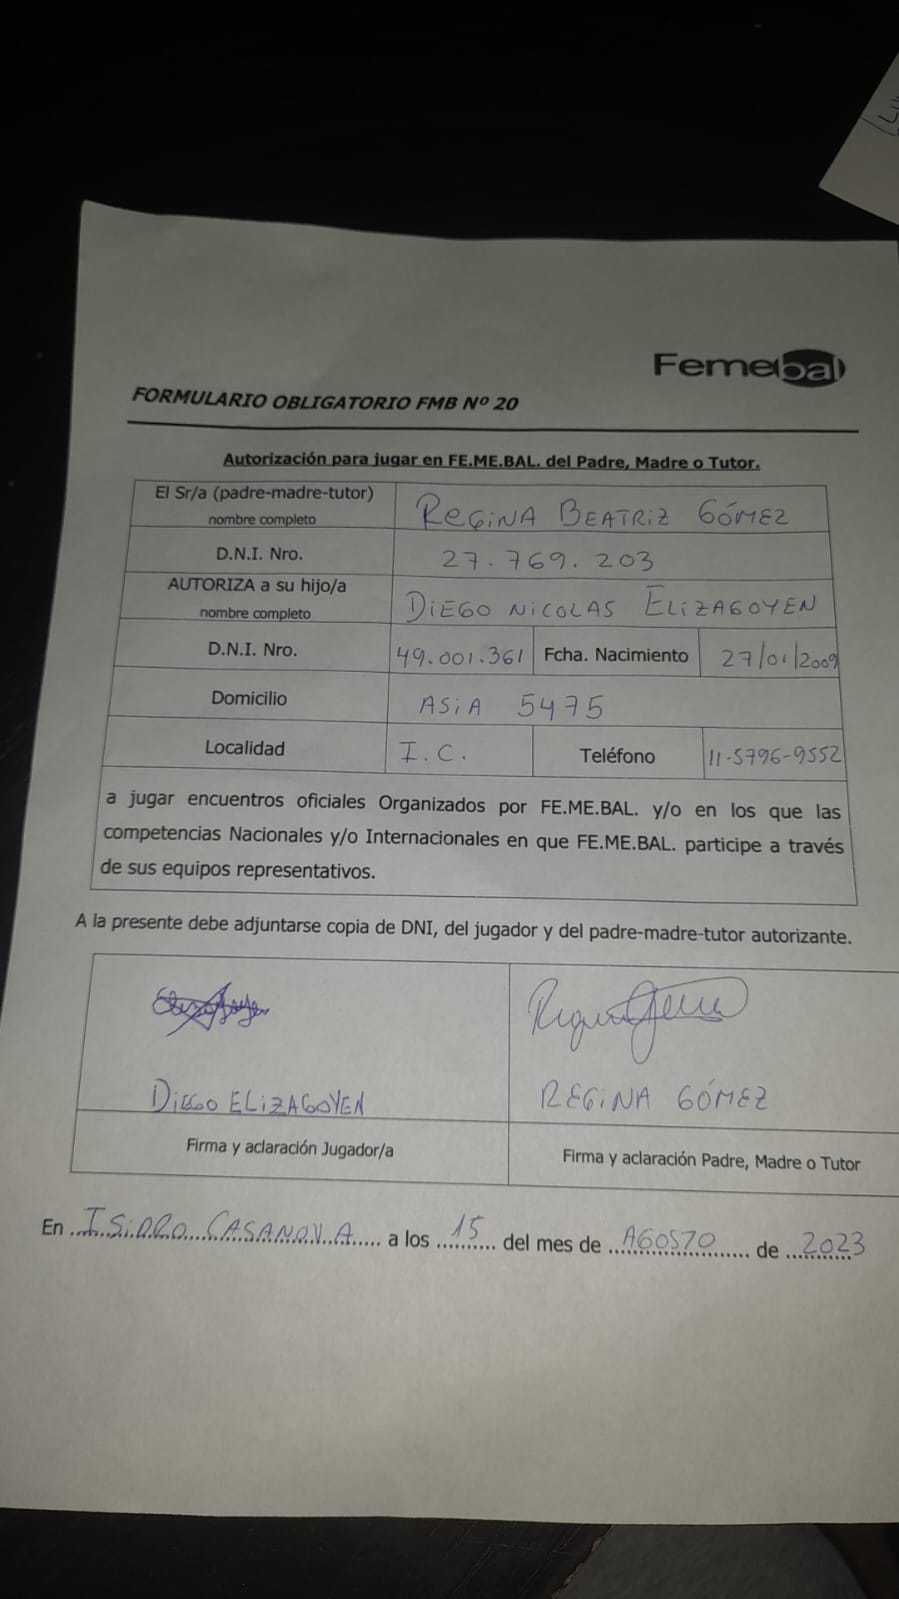 Femebal
FORMULARIO OBLIGATORIO FMB Nº 20
Autorización para jugar en FE.ME.BAL. del Padre, Madre o Tutor.
El Sr/a (padre-madre-tutor) nombre completo REGINA BEATRIZ GÓMEZ
D.N.I. Nro. 27.769.203
AUTORIZA a su hijo/a nombre completo DIEGO NICOLAS ELIZAGOYEN
D.N.I. Nro. 49.001.361 Fcha. Nacimiento 27/01/2009
Domicilio ASIA 5475
Localidad I.C. Teléfono 11-5796-9552
a jugar encuentros oficiales Organizados por FE.ME.BAL. y/o en los que las
competencias Nacionales y/o Internacionales en que FE.ME.BAL. participe a través
de sus equipos representativos.
A la presente debe adjuntarse copia de DNI, del jugador y del padre-madre-tutor autorizante.
DIEGO ELIZAGOYEN REGINA GÓMEZ
Firma y aclaración Jugador/a Firma y aclaración Padre, Madre o Tutor
En ISIDRO CASANOVA a los 15 del mes de AGOSTO de 2023